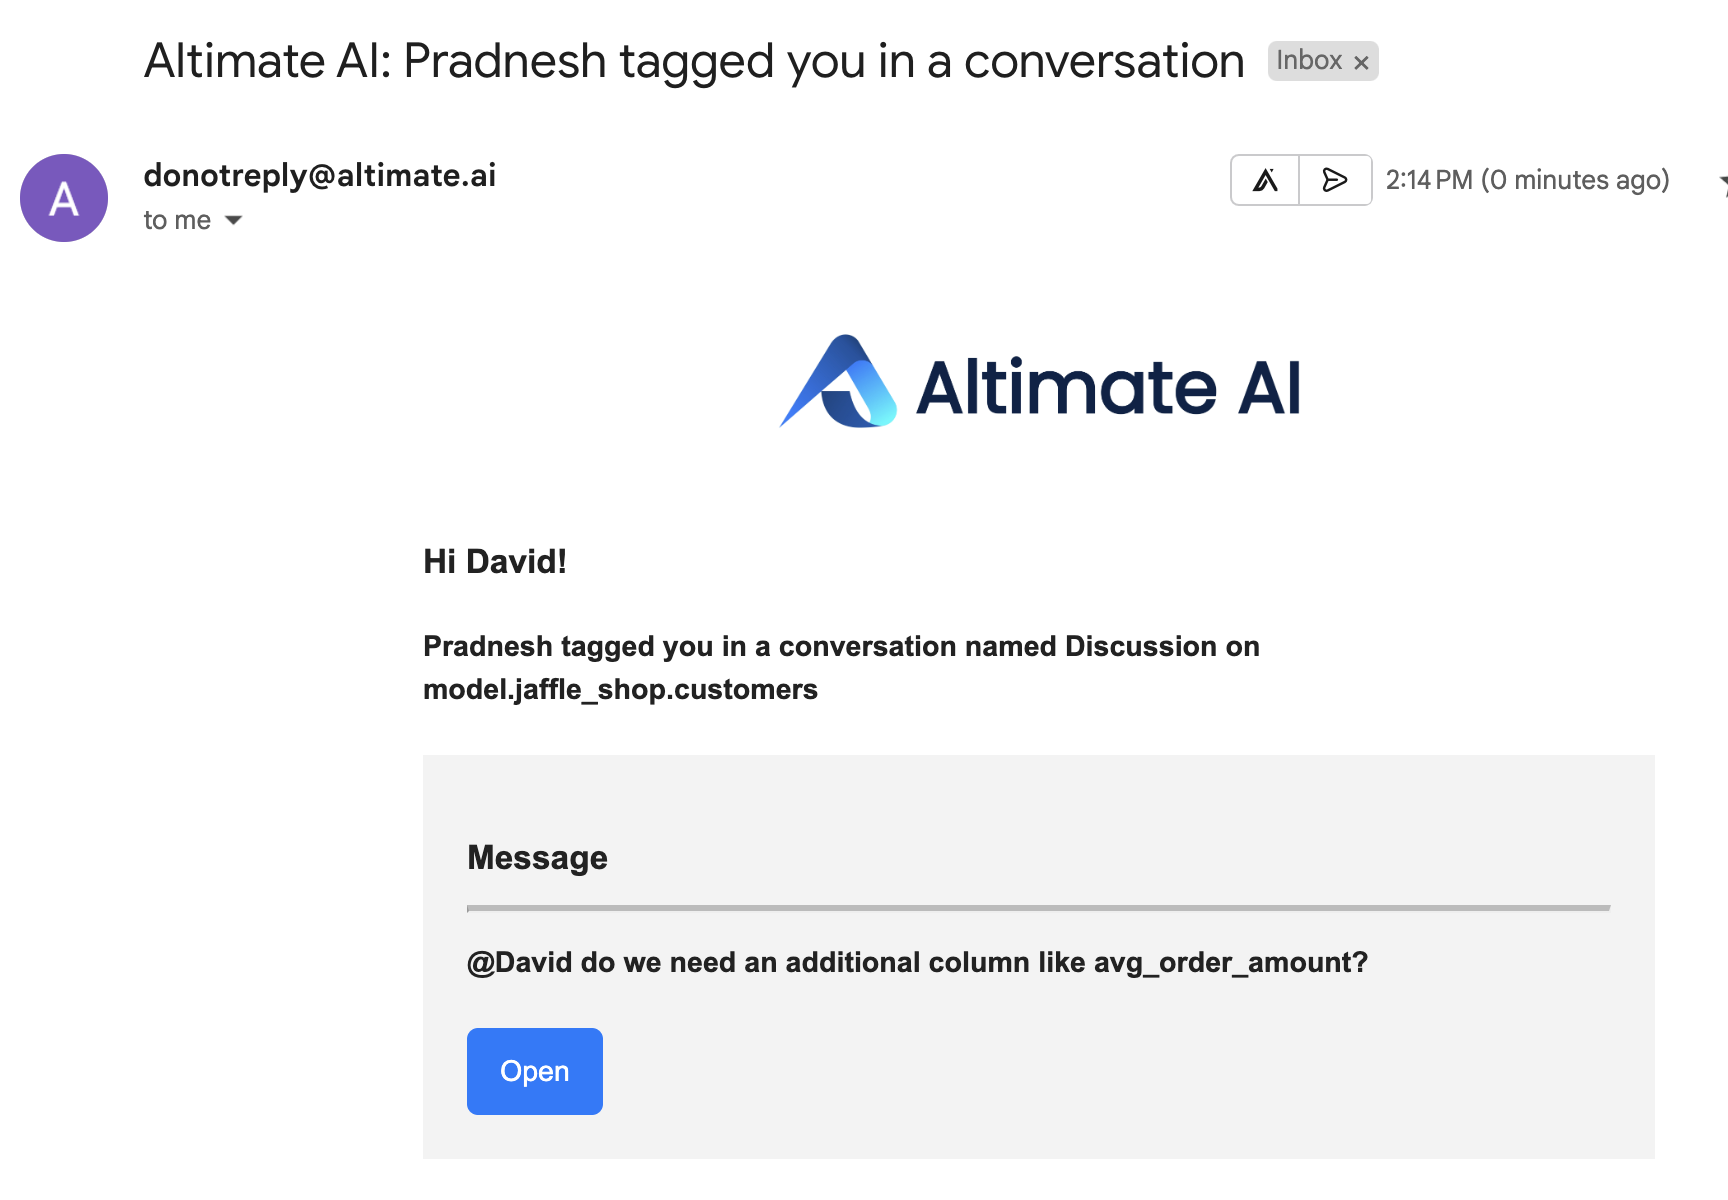 Altimate AI: Pradnesh tagged you in a conversation Inbox ×
A
donotreply@altimate.ai
to me
2:14 PM (0 minutes ago)
Altimate AI
Hi David!
Pradnesh tagged you in a conversation named Discussion on
model.jaffle_shop.customers
Message
@David do we need an additional column like avg_order_amount?
Open